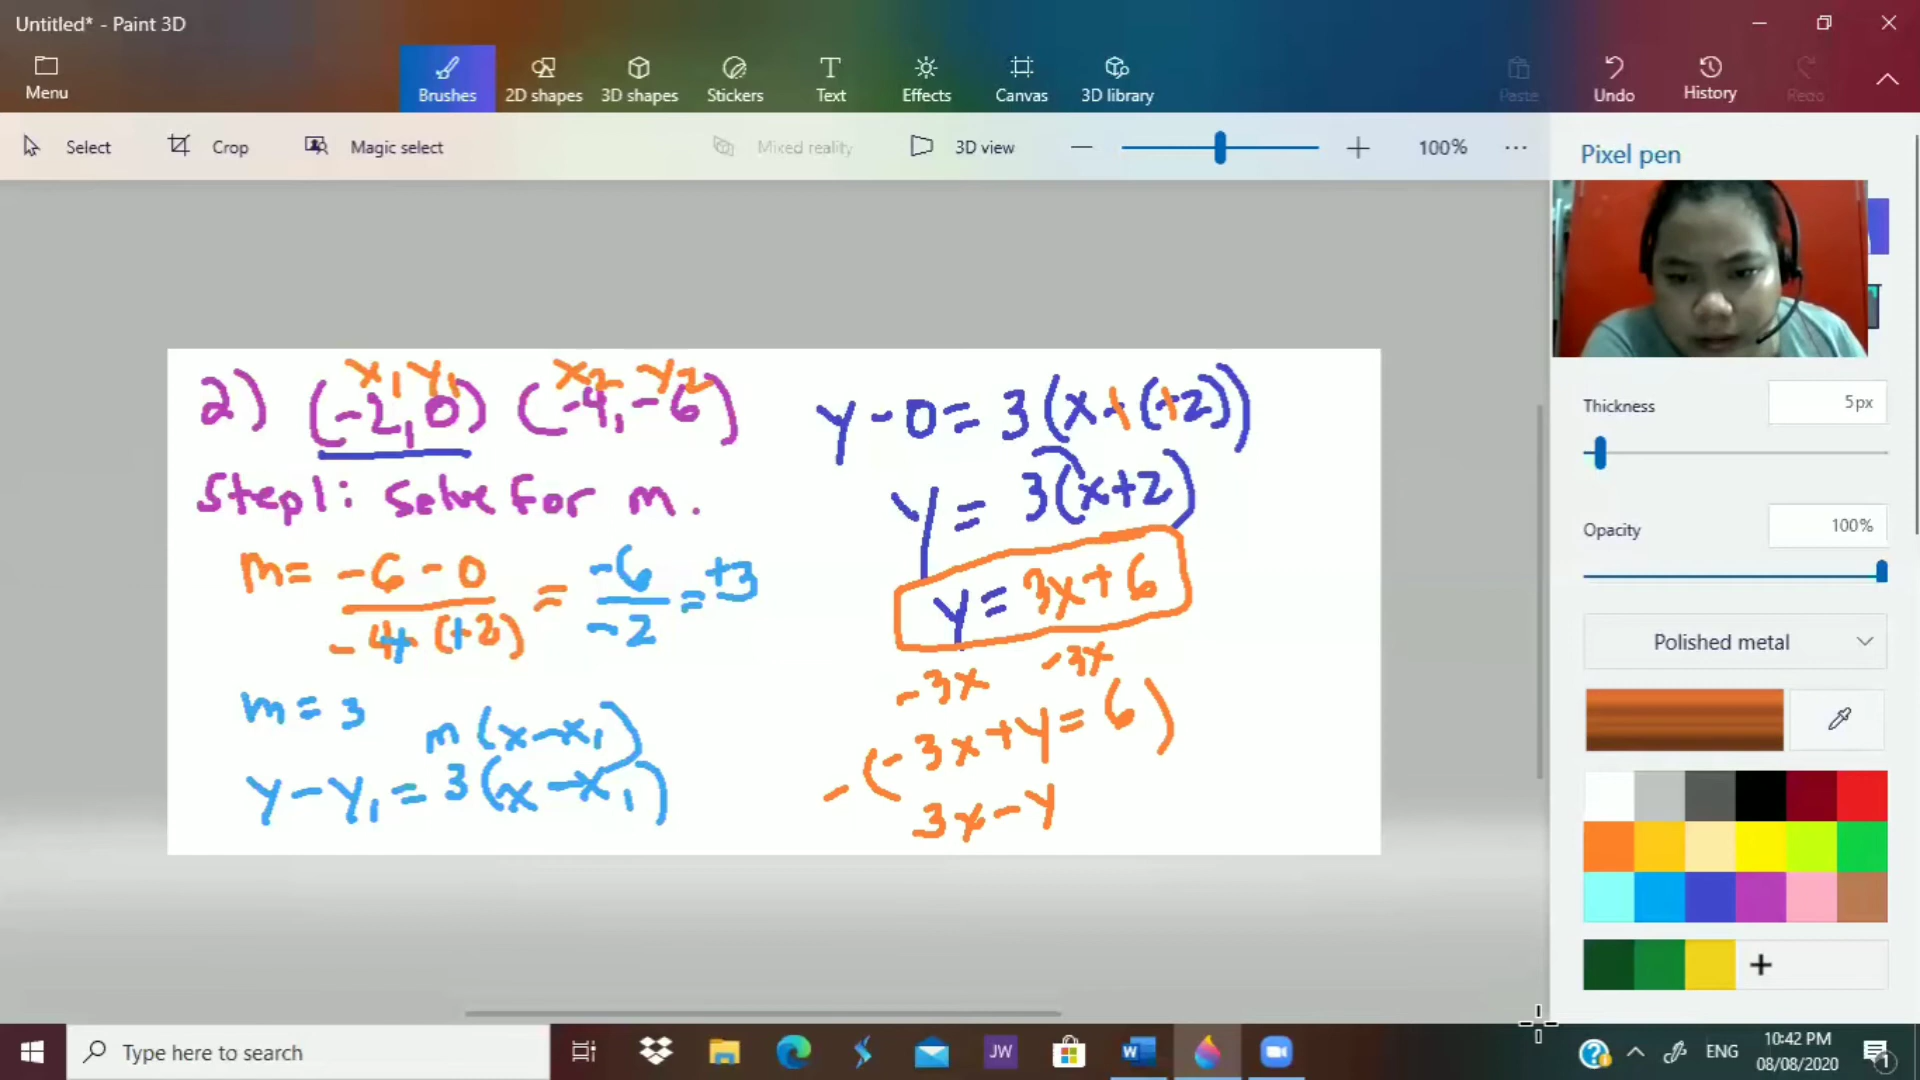 Untitled* - Paint 3D
Menu
Brushes
2D shapes
3D shapes
Stickers
Text
Effects
Canvas
3D library
Paste
Undo
History
Redo
Select
Crop
Magic select
Mixed reality
3D view
100%
Pixel pen
Thickness
5px
Opacity
100%
Polished metal
x₁ y₁ x₂ -y₂
2) (-2, 0) (-4, -6)
Step1: Solve for m.
m = -6 - 0 / -4 + (+2) = -6 / -2 = +3
m = 3
m (x - x₁)
y - y₁ = 3 (x - x₁)
y - 0 = 3 (x + (+2))
y = 3(x+2)
y = 3x + 6
-3x -3x
-(-3x + y = 6)
3x - y
Type here to search
JW
W
ENG
10:42 PM
08/08/2020
1